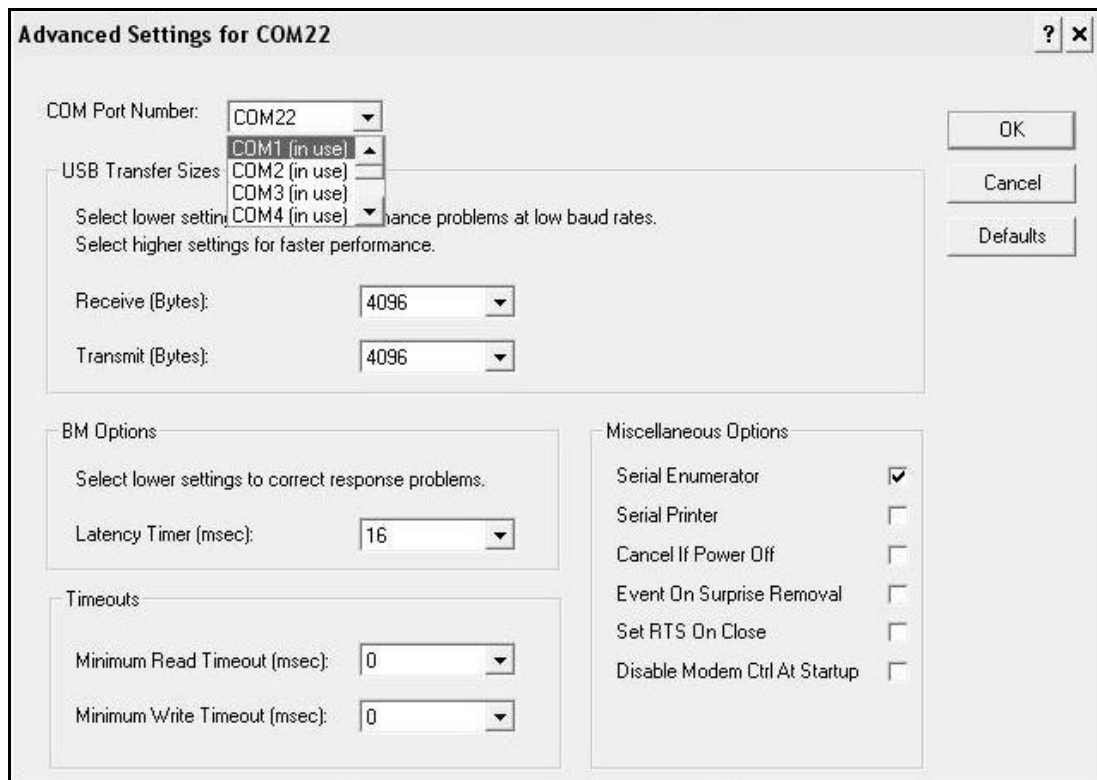 Advanced Settings for COM22
? ×
COM Port Number: COM22
COM1 (in use)
COM2 (in use)
COM3 (in use)
COM4 (in use)
OK
Cancel
Defaults
USB Transfer Sizes
Select lower mance problems at low baud rates.
Select higher settings for faster performance.
Receive (Bytes): 4096
Transmit (Bytes): 4096
BM Options
Select lower settings to correct response problems.
Latency Timer (msec): 16
Timeouts
Minimum Read Timeout (msec): 0
Minimum Write Timeout (msec): 0
Miscellaneous Options
Serial Enumerator
Serial Printer
Cancel If Power Off
Event On Surprise Removal
Set RTS On Close
Disable Modem Ctrl At Startup